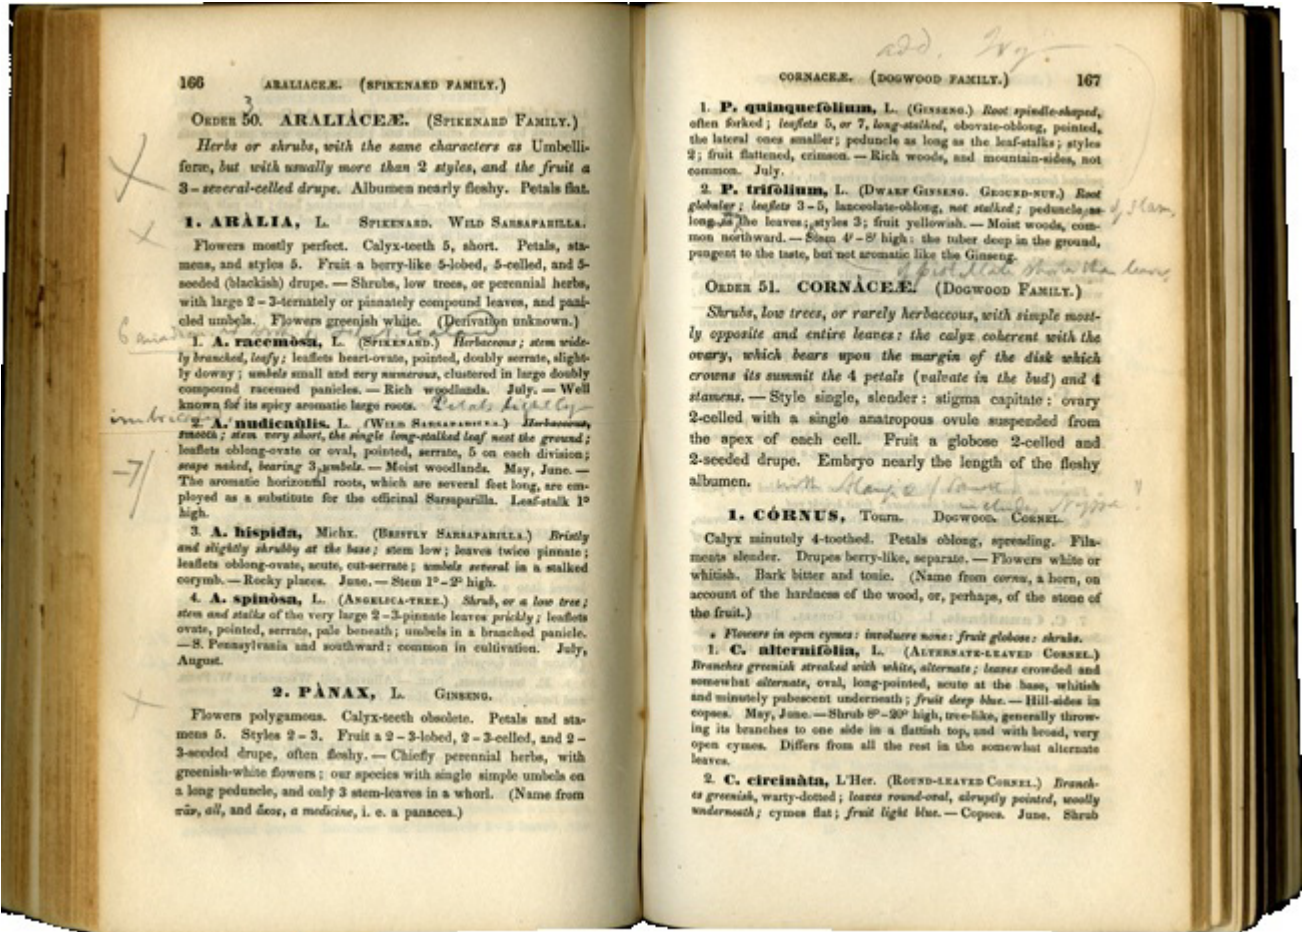 166 ARALIACEÆ. (SPIKENARD FAMILY.)
3
ORDER 50. ARALIÀCEÆ. (SPIKENARD FAMILY.)
Herbs or shrubs, with the same characters as Umbelli-
feræ, but with usually more than 2 styles, and the fruit a
3 – several-celled drupe. Albumen nearly fleshy. Petals flat.
1. ARÀLIA, L. SPIKENARD. WILD SARSAPARILLA.
Flowers mostly perfect. Calyx-teeth 5, short. Petals, sta-
mens, and styles 5. Fruit a berry-like 5-lobed, 5-celled, and 5-
seeded (blackish) drupe. — Shrubs, low trees, or perennial herbs,
with large 2 – 3-ternately or pinnately compound leaves, and pani-
cled umbels. Flowers greenish white. (Derivation unknown.)
1. A. racemòsa, L. (SPIKENARD.) Herbaceous; stem wide-
ly branched, leafy; leaflets heart-ovate, pointed, doubly serrate, slight-
ly downy; umbels small and very numerous, clustered in large doubly
compound racemed panicles. — Rich woodlands. July. — Well
known for its spicy aromatic large roots. Petals lightly
imbricate
2. A. nudicaùlis. L. (WILD SARSAPARILLA.) Herbaceous,
smooth; stem very short, the single long-stalked leaf next the ground;
leaflets oblong-ovate or oval, pointed, serrate, 5 on each division;
scape naked, bearing 3 umbels. — Moist woodlands. May, June. —
The aromatic horizontal roots, which are several feet long, are em-
ployed as a substitute for the officinal Sarsaparilla. Leaf-stalk 1°
high.
3. A. hispida, Michx. (BRISTLY SARSAPARILLA.) Bristly
and slightly shrubby at the base; stem low; leaves twice pinnate;
leaflets oblong-ovate, acute, cut-serrate; umbels several in a stalked
corymb. — Rocky places. June. — Stem 1° – 2° high.
4. A. spinòsa, L. (ANGELICA-TREE.) Shrub, or a low tree;
stem and stalks of the very large 2 – 3-pinnate leaves prickly; leaflets
ovate, pointed, serrate, pale beneath; umbels in a branched panicle.
— S. Pennsylvania and southward: common in cultivation. July,
August.
2. PÀNAX, L. GINSENG.
Flowers polygamous. Calyx-teeth obsolete. Petals and sta-
mens 5. Styles 2 – 3. Fruit a 2 – 3-lobed, 2 – 3-celled, and 2 –
3-seeded drupe, often fleshy. — Chiefly perennial herbs, with
greenish-white flowers; our species with single simple umbels on
a long peduncle, and only 3 stem-leaves in a whorl. (Name from
πᾶν, all, and ἄκος, a medicine, i. e. a panacea.)
add.
CORNACEÆ. (DOGWOOD FAMILY.) 167
1. P. quinquefòlium, L. (GINSENG.) Root spindle-shaped,
often forked; leaflets 5, or 7, long-stalked, obovate-oblong, pointed,
the lateral ones smaller; peduncle as long as the leaf-stalks; styles
2; fruit flattened, crimson. — Rich woods, and mountain-sides, not
common. July.
2. P. trifòlium, L. (DWARF GINSENG. GROUND-NUT.) Root
globular; leaflets 3 – 5, lanceolate-oblong, not stalked; peduncle as
long as the leaves; styles 3; fruit yellowish. — Moist woods, com-
mon northward. — Stem 4′ – 8′ high: the tuber deep in the ground,
pungent to the taste, but not aromatic like the Ginseng.
of pistillate shorter than leaves
ORDER 51. CORNÀCEÆ. (DOGWOOD FAMILY.)
Shrubs, low trees, or rarely herbaceous, with simple most-
ly opposite and entire leaves: the calyx coherent with the
ovary, which bears upon the margin of the disk which
crowns its summit the 4 petals (valvate in the bud) and 4
stamens. — Style single, slender: stigma capitate: ovary
2-celled with a single anatropous ovule suspended from
the apex of each cell. Fruit a globose 2-celled and
2-seeded drupe. Embryo nearly the length of the fleshy
albumen.
1. CÓRNUS, Tourn. DOGWOOD. CORNEL.
Calyx minutely 4-toothed. Petals oblong, spreading. Fila-
ments slender. Drupes berry-like, separate. — Flowers white or
whitish. Bark bitter and tonic. (Name from cornu, a horn, on
account of the hardness of the wood, or, perhaps, of the stone of
the fruit.)
* Flowers in open cymes: involucre none: fruit globose: shrubs.
1. C. alternifòlia, L. (ALTERNATE-LEAVED CORNEL.)
Branches greenish streaked with white, alternate; leaves crowded and
somewhat alternate, oval, long-pointed, acute at the base, whitish
and minutely pubescent underneath; fruit deep blue. — Hill-sides in
copses. May, June. — Shrub 8° – 20° high, tree-like, generally throw-
ing its branches to one side in a flattish top, and with broad, very
open cymes. Differs from all the rest in the somewhat alternate
leaves.
2. C. circinàta, L'Her. (ROUND-LEAVED CORNEL.) Branch-
es greenish, warty-dotted; leaves round-oval, abruptly pointed, woolly
underneath; cymes flat; fruit light blue. — Copses. June. Shrub